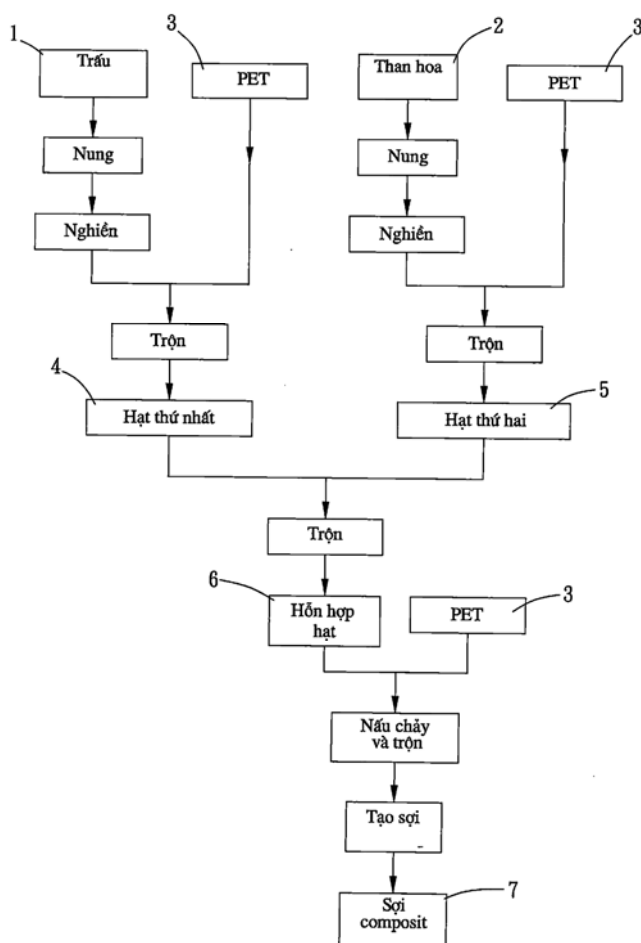 1
3
2
3
Trấu
PET
Than hoa
PET
Nung
Nung
Nghiền
Nghiền
Trộn
Trộn
4
5
Hạt thứ nhất
Hạt thứ hai
Trộn
6
3
Hỗn hợp
hạt
PET
Nấu chảy
và trộn
Tạo sợi
7
Sợi
composit